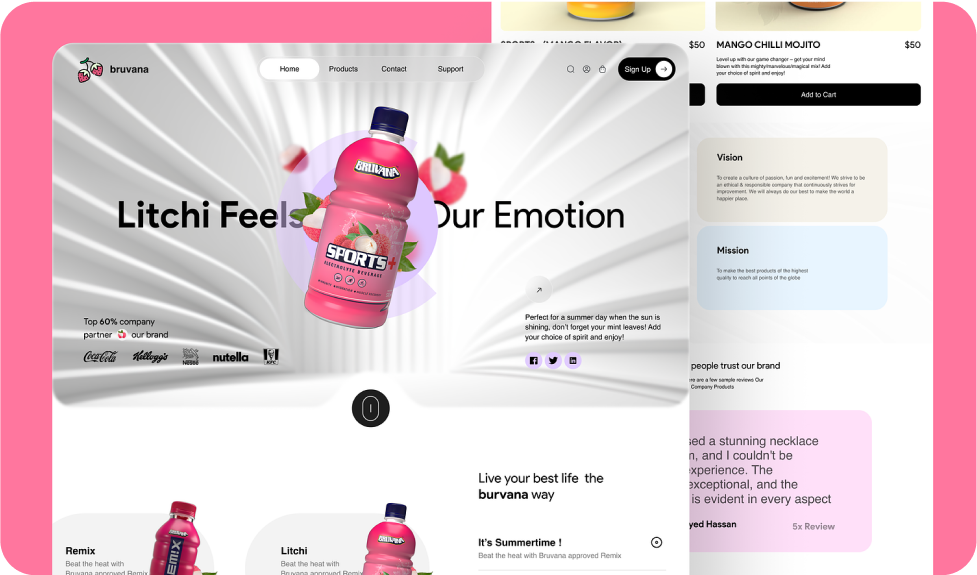 SPORTS+ (MANGO FLAVOR)
$50
MANGO CHILLI MOJITO
$50
Level up with our game changer – get your mind
blown with this mighty/marvelous/magical mix! Add
your choice of spirit and enjoy!
Add to Cart
bruvana
Home
Products
Contact
Support
Sign Up
BRUVANA
Litchi Feels
Our Emotion
SPORTS+
ELECTROLYTE BEVERAGE
Top 60% company
partner our brand
Coca-Cola
Kellogg's
Nestlé
nutella
KFC
Perfect for a summer day when the sun is
shining, don't forget your mint leaves! Add
your choice of spirit and enjoy!
Vision
To create a culture of passion, fun and excitement! We strive to be
an ethical & responsible company that continuously strives for
improvement. We will always do our best to make the world a
happier place
Mission
To make the best products of the highest
quality to reach all points of the globe
people trust our brand
ere are a few sample reviews Our
Company Products
sed a stunning necklace
n, and I couldn't be
experience. The
exceptional, and the
is evident in every aspect
yed Hassan
5x Review
Live your best life the
burvana way
It's Summertime !
Beat the heat with Bruvana approved Remix
Remix
Beat the heat with
Bruvana approved Remix
REMIX
Litchi
Beat the heat with
Bruvana approved Remix
BRUVANA